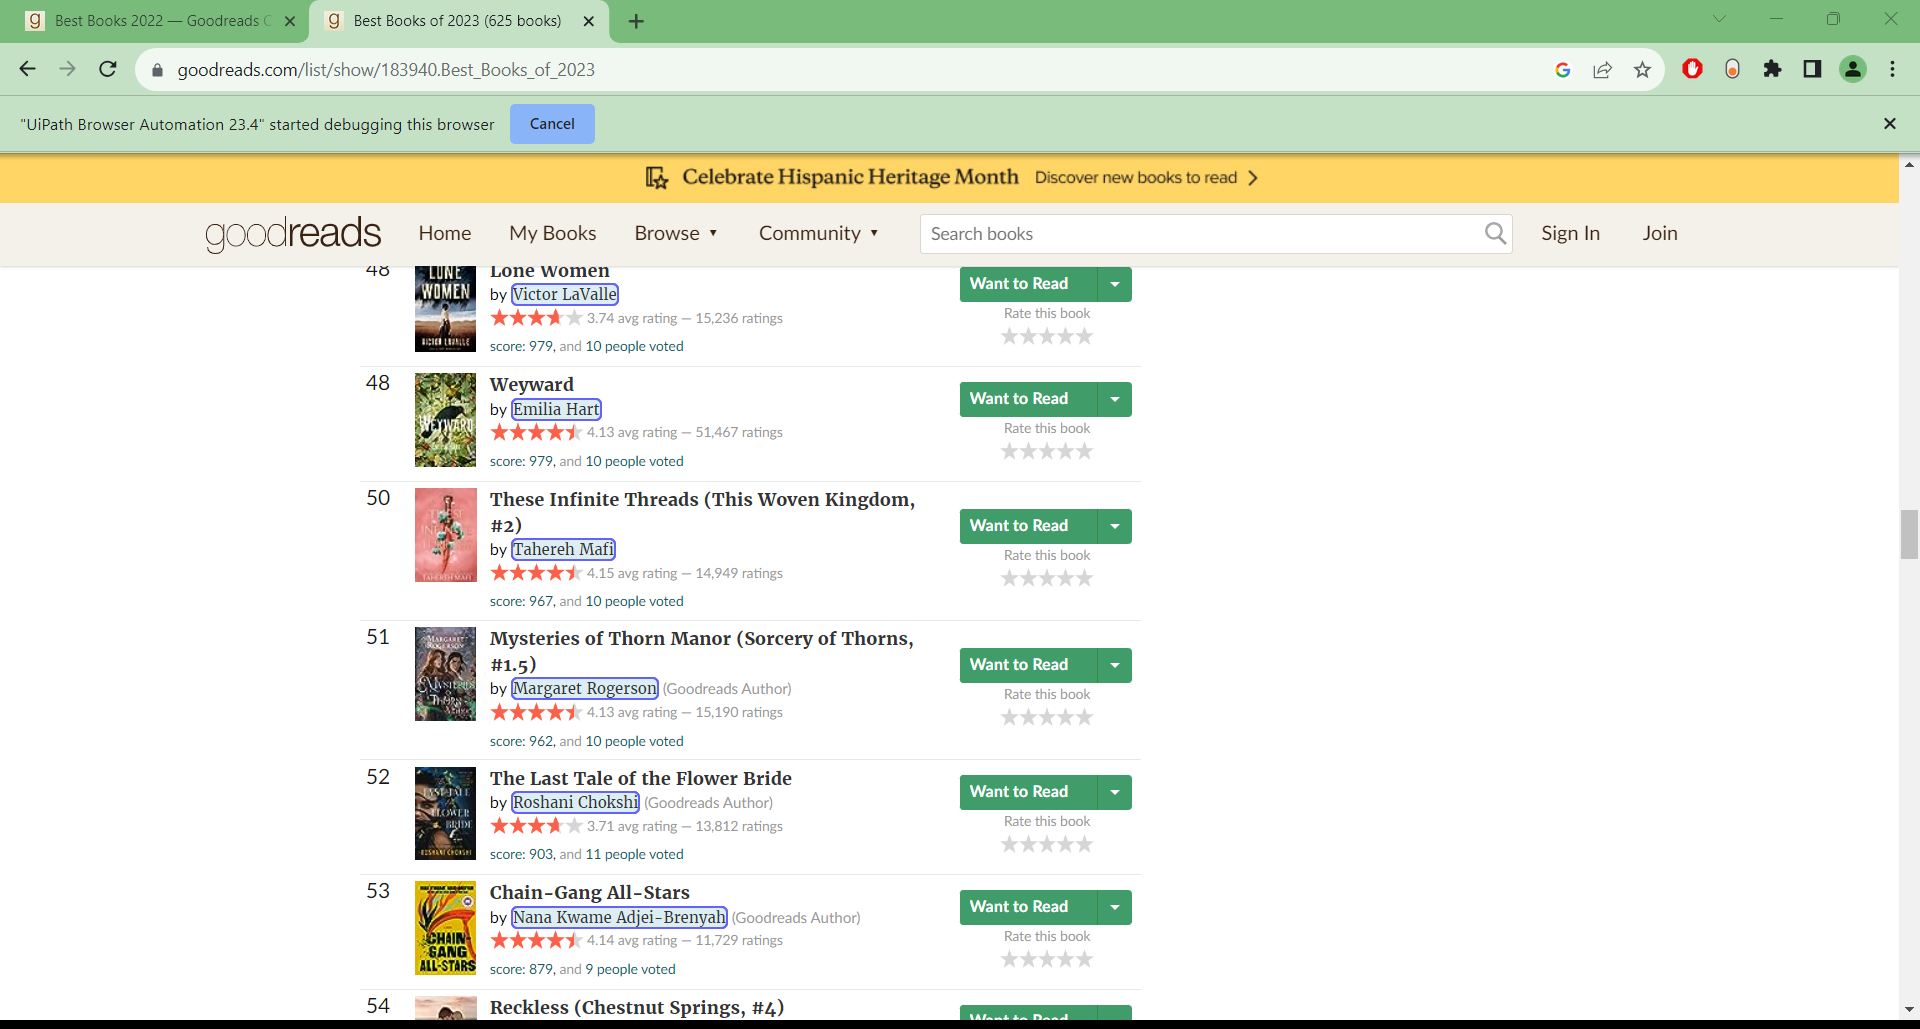 Best Books 2022 — Goodreads C
Best Books of 2023 (625 books)
goodreads.com/list/show/183940.Best_Books_of_2023
"UiPath Browser Automation 23.4" started debugging this browser
Cancel
Celebrate Hispanic Heritage Month Discover new books to read
goodreads
Home
My Books
Browse
Community
Search books
Sign In
Join
48
LONE
WOMEN
VICTOR LAVALLE
Lone Women
by Victor LaValle
3.74 avg rating — 15,236 ratings
score: 979, and 10 people voted
Want to Read
Rate this book
48
WEYWARD
Weyward
by Emilia Hart
4.13 avg rating — 51,467 ratings
score: 979, and 10 people voted
Want to Read
Rate this book
50
THESE
INFINITE
THREADS
TAHEREH MAFI
These Infinite Threads (This Woven Kingdom,
#2)
by Tahereh Mafi
4.15 avg rating — 14,949 ratings
score: 967, and 10 people voted
Want to Read
Rate this book
51
MARGARET
ROGERSON
MYSTERIES
THORN
Mysteries of Thorn Manor (Sorcery of Thorns,
#1.5)
by Margaret Rogerson (Goodreads Author)
4.13 avg rating — 15,190 ratings
score: 962, and 10 people voted
Want to Read
Rate this book
52
LAST TALE
FLOWER
BRIDE
ROSHANI CHOKSHI
The Last Tale of the Flower Bride
by Roshani Chokshi (Goodreads Author)
3.71 avg rating — 13,812 ratings
score: 903, and 11 people voted
Want to Read
Rate this book
53
CHAIN-
GANG
ALL-STARS
Chain-Gang All-Stars
by Nana Kwame Adjei-Brenyah (Goodreads Author)
4.14 avg rating — 11,729 ratings
score: 879, and 9 people voted
Want to Read
Rate this book
54
Reckless (Chestnut Springs, #4)
Want to Read